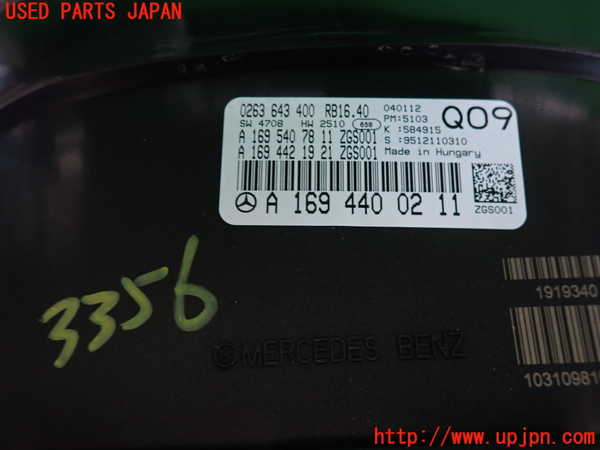 USED PARTS JAPAN
0263 643 400 RB16.40
SW 4708 HW 2510 658
A 169 540 78 11 ZGS001
A 169 442 19 21 ZGS001
040112
PM:5103
K :584915
S :9512110310
Made in Hungary
Q09
A 169 440 02 11
ZGS001
3356
1919340
MERCEDES BENZ
10310981
https://www.upjpn.com/